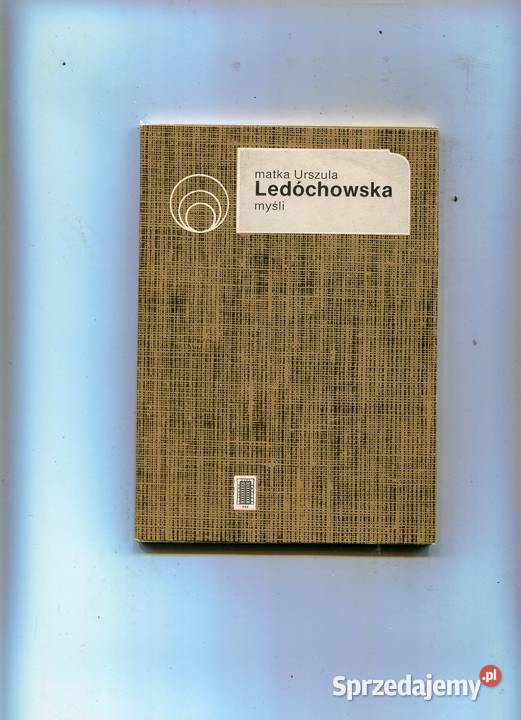 matka Urszula
Ledóchowska
myśli
Sprzedajemy.pl